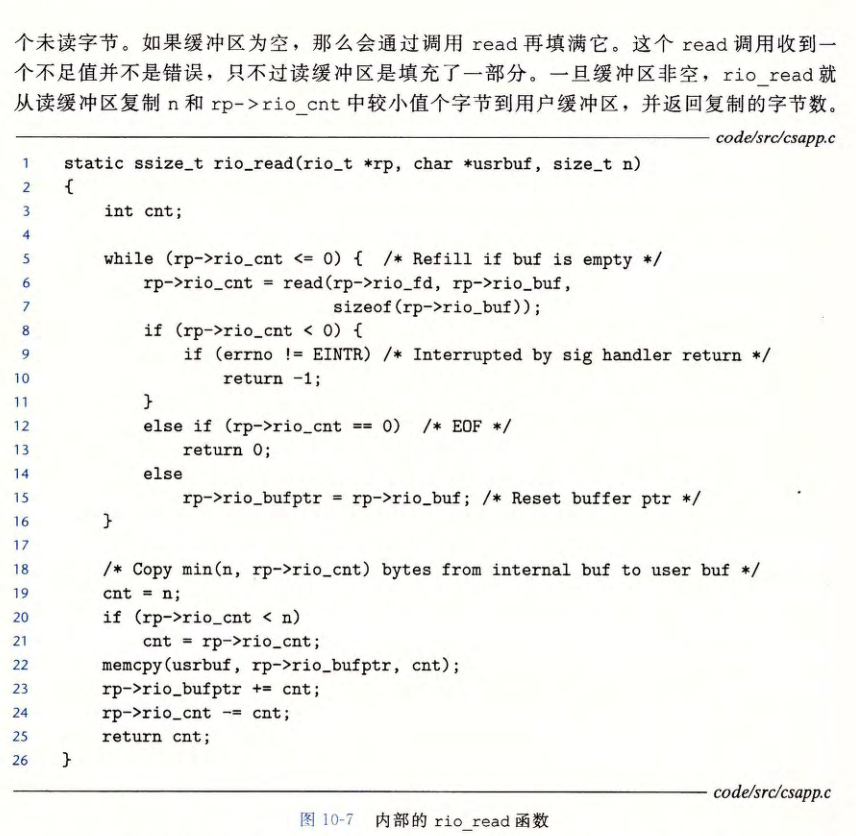 个未读字节。如果缓冲区为空，那么会通过调用 read 再填满它。这个 read 调用收到一
个不足值并不是错误，只不过读缓冲区是填充了一部分。一旦缓冲区非空，rio_read 就
从读缓冲区复制 n 和 rp->rio_cnt 中较小值个字节到用户缓冲区，并返回复制的字节数。
code/src/csapp.c
1 static ssize_t rio_read(rio_t *rp, char *usrbuf, size_t n)
2 {
3     int cnt;
4
5     while (rp->rio_cnt <= 0) {  /* Refill if buf is empty */
6         rp->rio_cnt = read(rp->rio_fd, rp->rio_buf,
7                            sizeof(rp->rio_buf));
8         if (rp->rio_cnt < 0) {
9             if (errno != EINTR) /* Interrupted by sig handler return */
10                 return -1;
11         }
12         else if (rp->rio_cnt == 0)  /* EOF */
13             return 0;
14         else
15             rp->rio_bufptr = rp->rio_buf; /* Reset buffer ptr */
16     }
17
18     /* Copy min(n, rp->rio_cnt) bytes from internal buf to user buf */
19     cnt = n;
20     if (rp->rio_cnt < n)
21         cnt = rp->rio_cnt;
22     memcpy(usrbuf, rp->rio_bufptr, cnt);
23     rp->rio_bufptr += cnt;
24     rp->rio_cnt -= cnt;
25     return cnt;
26 }
code/src/csapp.c
图 10-7 内部的 rio_read 函数